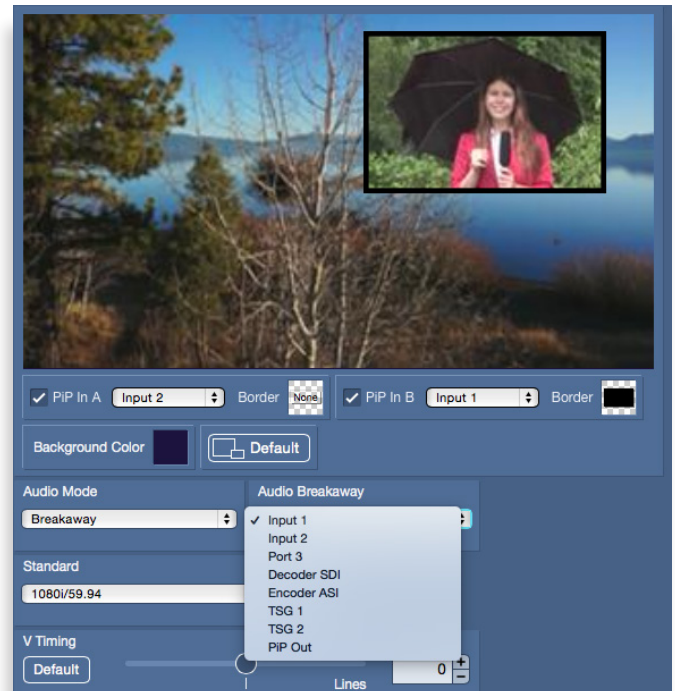 PiP In A Input 2 Border None PiP In B Input 1 Border
Background Color Default
Audio Mode Audio Breakaway
Breakaway ✓ Input 1
Input 2
Port 3
Standard
Decoder SDI
1080i/59.94 Encoder ASI
TSG 1
TSG 2
V Timing PiP Out
Default 0 + −
Lines